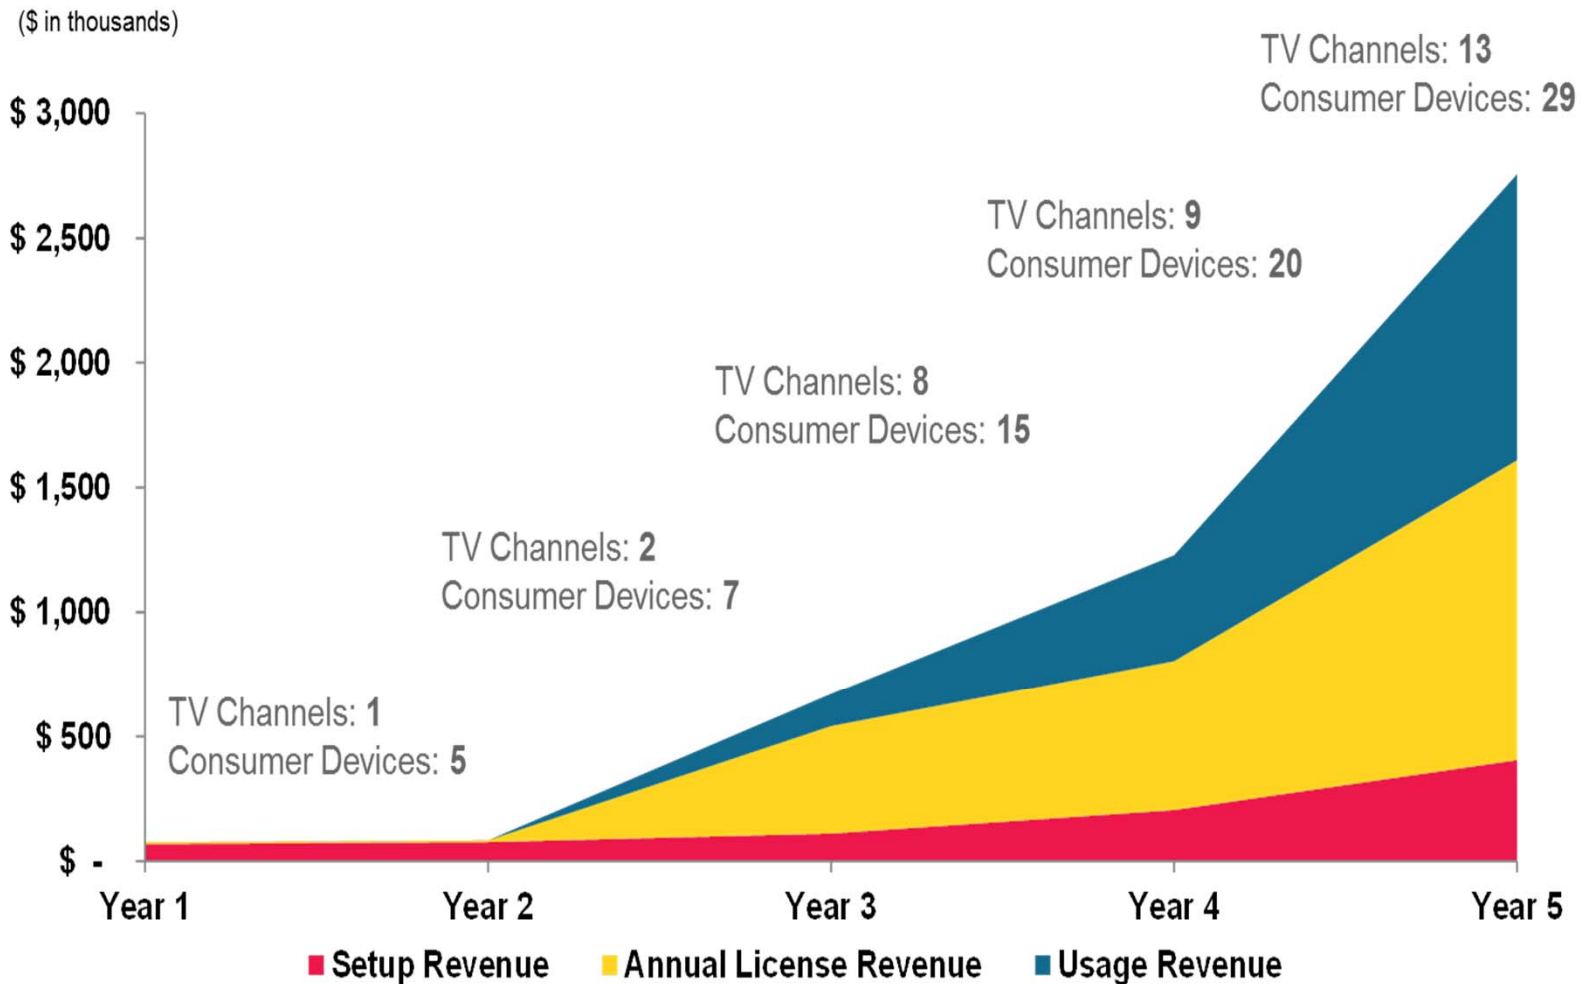 ($ in thousands)
TV Channels: 13
Consumer Devices: 29
$ 3,000
TV Channels: 9
Consumer Devices: 20
$ 2,500
$ 2,000
TV Channels: 8
Consumer Devices: 15
$ 1,500
TV Channels: 2
Consumer Devices: 7
$ 1,000
TV Channels: 1
Consumer Devices: 5
$ 500
$ -
Year 1 Year 2 Year 3 Year 4 Year 5
Setup Revenue Annual License Revenue Usage Revenue